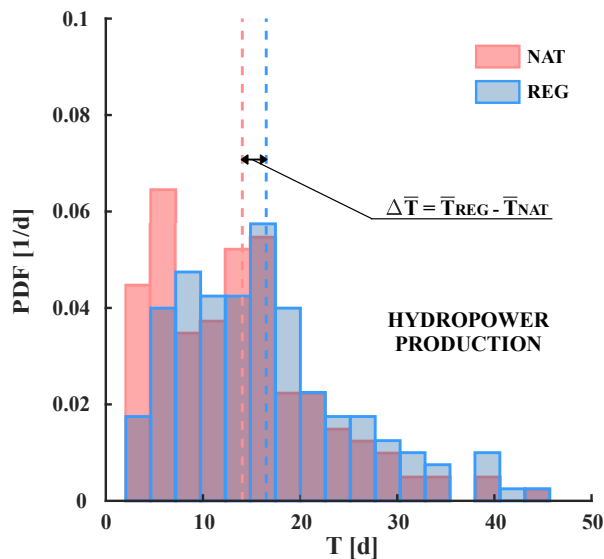 0.1
0.08
0.06
0.04
0.02
0
PDF [1/d]
NAT
REG
ΔT̅ = T̅REG - T̅NAT
HYDROPOWER
PRODUCTION
0 10 20 30 40 50
T [d]